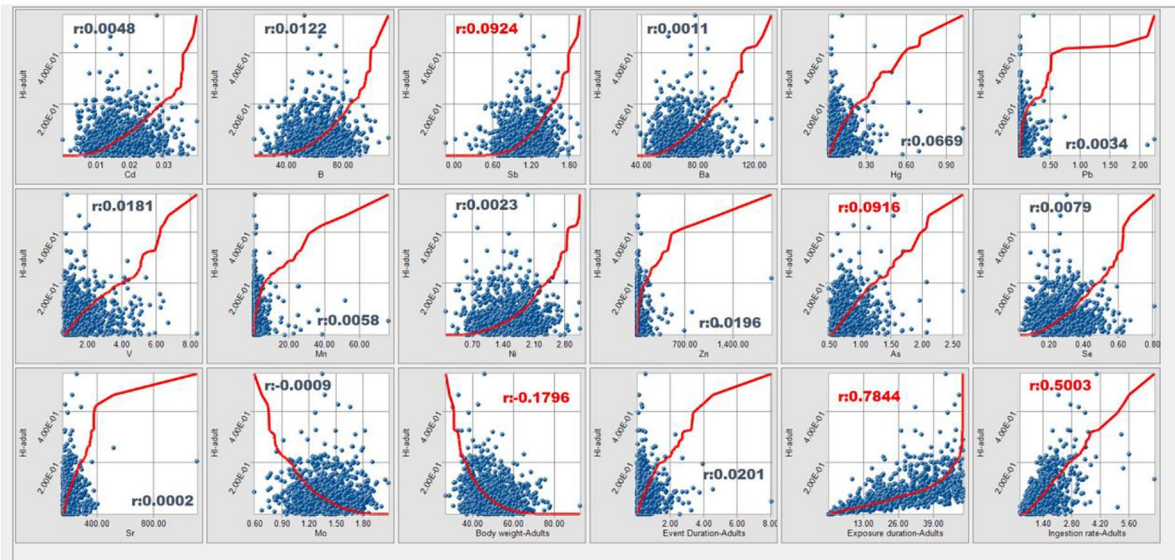 r:0.0048
HI-adult
4.00E-01
2.00E-01
0.01 0.02 0.03
Cd
r:0.0122
HI-adult
4.00E-01
2.00E-01
40.00 80.00
B
r:0.0924
HI-adult
4.00E-01
2.00E-01
0.00 0.60 1.20 1.80
Sb
r:0.0011
HI-adult
4.00E-01
2.00E-01
40.00 80.00 120.00
Ba
r:0.0669
HI-adult
4.00E-01
2.00E-01
0.30 0.60 0.90
Hg
r:0.0034
HI-adult
4.00E-01
2.00E-01
0.50 1.00 1.50 2.00
Pb
r:0.0181
HI-adult
4.00E-01
2.00E-01
2.00 4.00 6.00 8.00
V
r:0.0058
HI-adult
4.00E-01
2.00E-01
20.00 40.00 60.00
Mn
r:0.0023
HI-adult
4.00E-01
2.00E-01
0.70 1.40 2.10 2.80
Ni
r:0.0196
HI-adult
4.00E-01
2.00E-01
700.00 1,400.00
Zn
r:0.0916
HI-adult
4.00E-01
2.00E-01
0.50 1.00 1.50 2.00 2.50
As
r:0.0079
HI-adult
4.00E-01
2.00E-01
0.20 0.40 0.60 0.80
Se
r:0.0002
HI-adult
4.00E-01
2.00E-01
400.00 800.00
Sr
r:-0.0009
HI-adult
4.00E-01
2.00E-01
0.60 0.90 1.20 1.50 1.80
Mo
r:-0.1796
HI-adult
4.00E-01
2.00E-01
40.00 60.00 80.00
Body weight-Adults
r:0.0201
HI-adult
4.00E-01
2.00E-01
2.00 4.00 6.00 8.00
Event Duration-Adults
r:0.7844
HI-adult
4.00E-01
2.00E-01
13.00 26.00 39.00
Exposure duration-Adults
r:0.5003
HI-adult
4.00E-01
2.00E-01
1.40 2.80 4.20 5.60
Ingestion rate-Adults